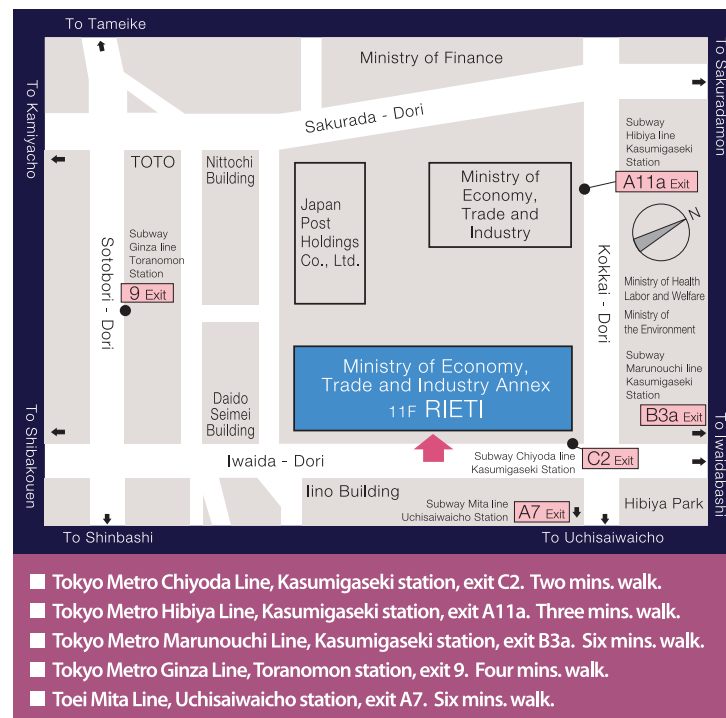 To Tameike
Ministry of Finance
To Sakuradamon
To Kamiyacho
Sakurada - Dori
Subway
Hibiya line
Kasumigaseki
Station
A11a Exit
TOTO
Nittochi
Building
Ministry of
Economy,
Trade and
Industry
Japan
Post
Holdings
Co., Ltd.
N
Subway
Ginza line
Toranomon
Station
9 Exit
Sotobori - Dori
Kokkai - Dori
Ministry of Health
Labor and Welfare
Ministry of
the Environment
Subway
Marunouchi line
Kasumigaseki
Station
B3a Exit
Ministry of Economy,
Trade and Industry Annex
11F RIETI
Daido
Seimei
Building
To Shibakouen
To Iwaidabashi
Iwaida - Dori
Subway Chiyoda line
Kasumigaseki Station
C2 Exit
Iino Building
Subway Mita line
Uchisaiwaicho Station
A7 Exit
Hibiya Park
To Shinbashi
To Uchisaiwaicho
Tokyo Metro Chiyoda Line, Kasumigaseki station, exit C2. Two mins. walk.
Tokyo Metro Hibiya Line, Kasumigaseki station, exit A11a. Three mins. walk.
Tokyo Metro Marunouchi Line, Kasumigaseki station, exit B3a. Six mins. walk.
Tokyo Metro Ginza Line, Toranomon station, exit 9. Four mins. walk.
Toei Mita Line, Uchisaiwaicho station, exit A7. Six mins. walk.